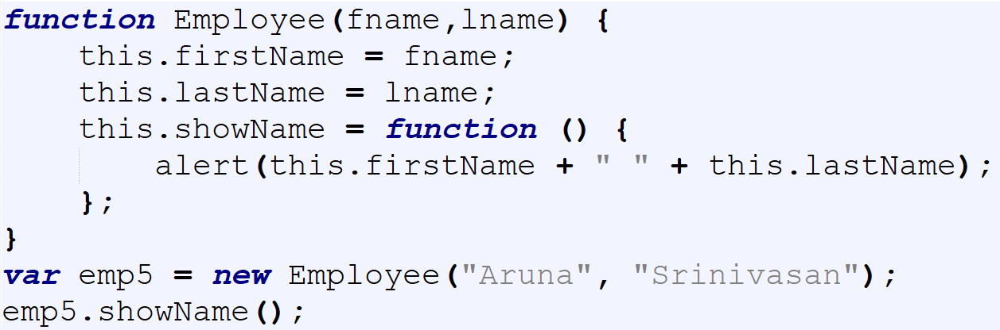 function Employee(fname,lname) {
    this.firstName = fname;
    this.lastName = lname;
    this.showName = function () {
        alert(this.firstName + " " + this.lastName);
    };
}
var emp5 = new Employee("Aruna", "Srinivasan");
emp5.showName();